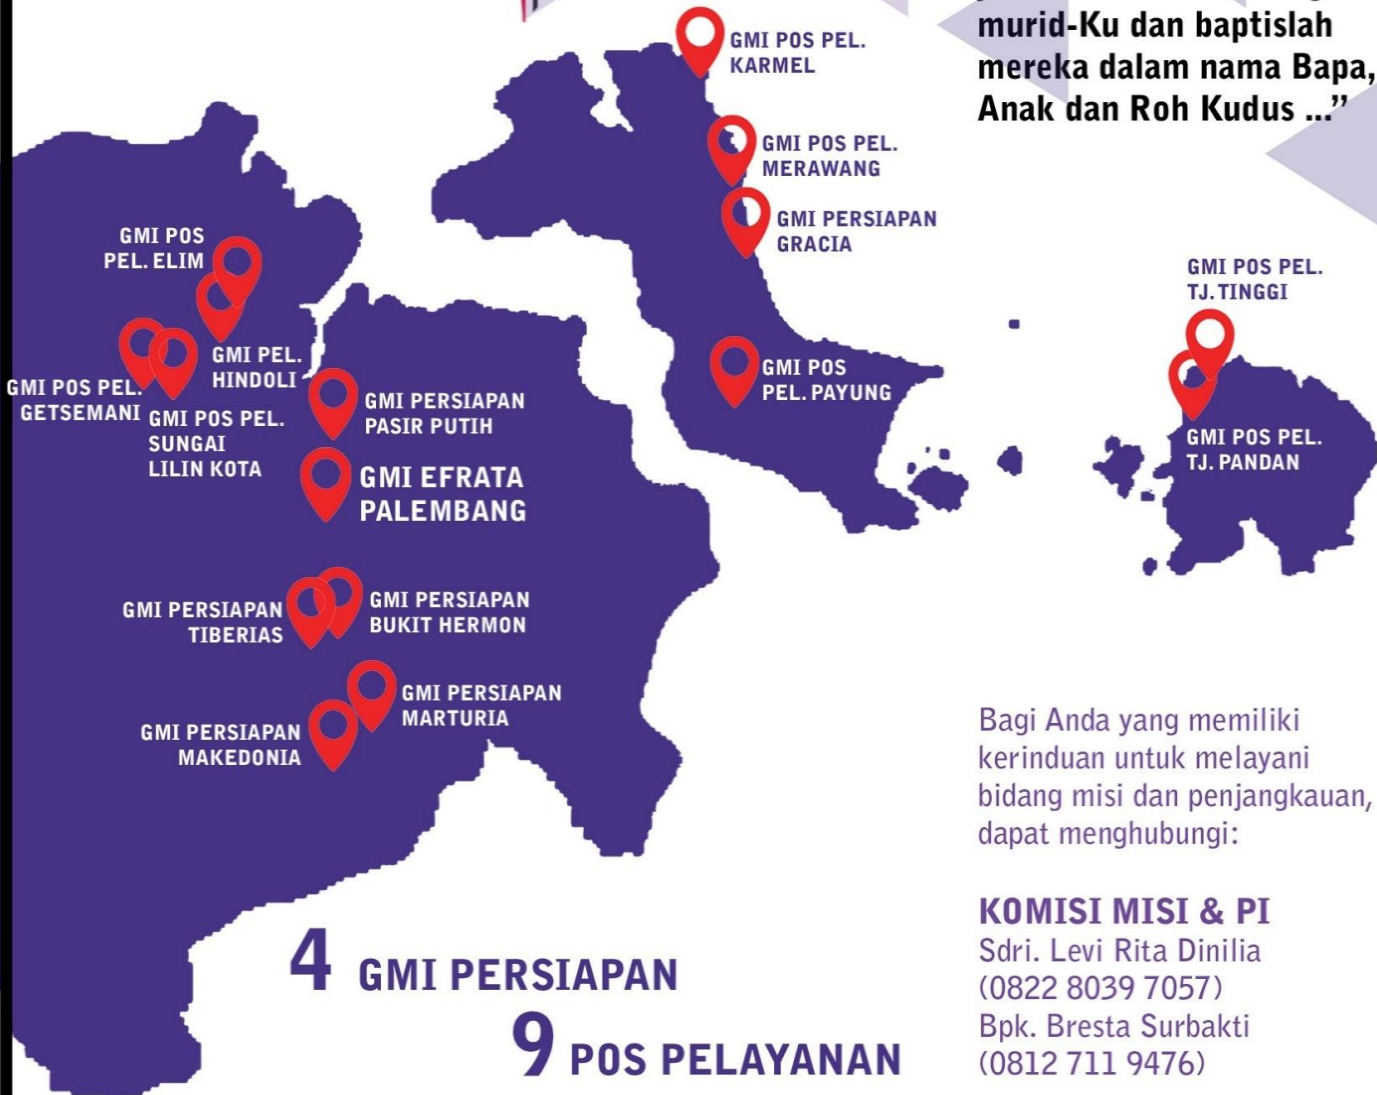 murid-Ku dan baptislah
mereka dalam nama Bapa,
Anak dan Roh Kudus ...”
GMI POS PEL.
KARMEL
GMI POS PEL.
MERAWANG
GMI PERSIAPAN
GRACIA
GMI POS
PEL. ELIM
GMI POS PEL.
TJ. TINGGI
GMI PEL.
HINDOLI
GMI POS PEL.
GETSEMANI
GMI POS PEL.
SUNGAI
LILIN KOTA
GMI PERSIAPAN
PASIR PUTIH
GMI POS
PEL. PAYUNG
GMI POS PEL.
TJ. PANDAN
GMI EFRATA
PALEMBANG
GMI PERSIAPAN
TIBERIAS
GMI PERSIAPAN
BUKIT HERMON
GMI PERSIAPAN
MARTURIA
GMI PERSIAPAN
MAKEDONIA
4 GMI PERSIAPAN
9 POS PELAYANAN
Bagi Anda yang memiliki
kerinduan untuk melayani
bidang misi dan penjangkauan,
dapat menghubungi:
KOMISI MISI & PI
Sdri. Levi Rita Dinilia
(0822 8039 7057)
Bpk. Bresta Surbakti
(0812 711 9476)